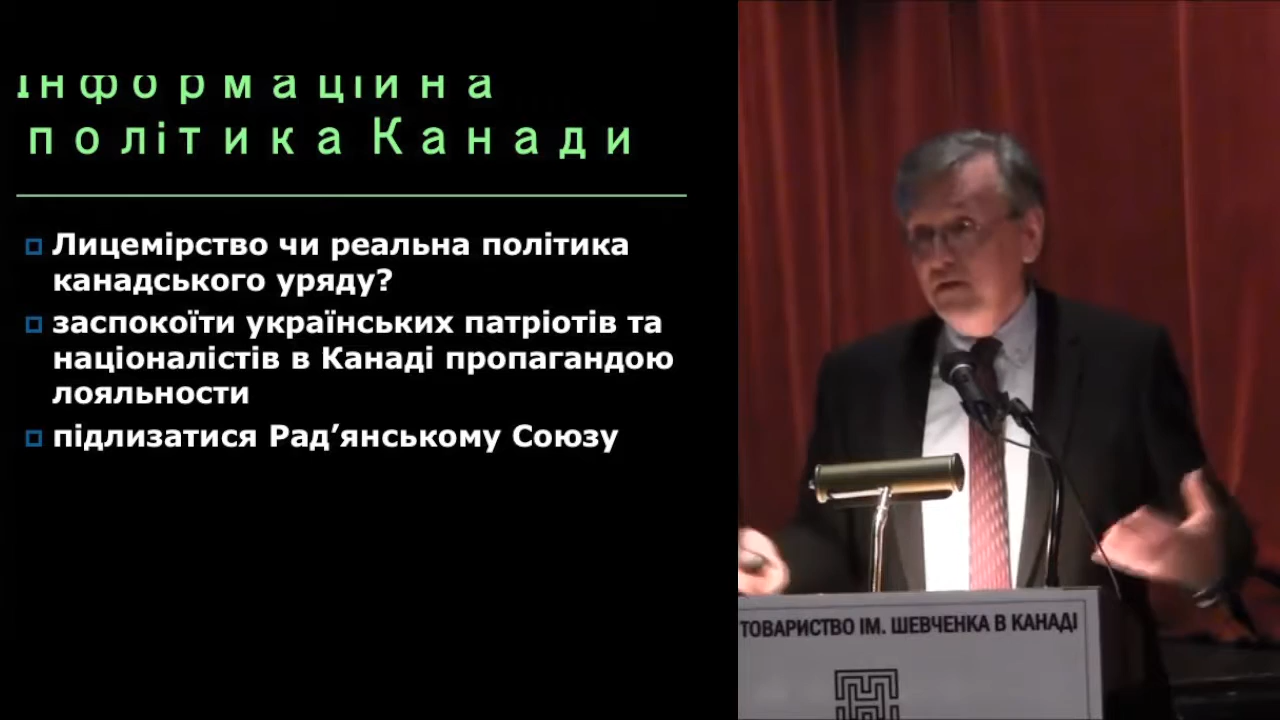 Інформаційна
політика Канади
Лицемірство чи реальна політика
канадського уряду?
заспокоїти українських патріотів та
націоналістів в Канаді пропагандою
лояльности
підлизатися Рад’янському Союзу
ТОВАРИСТВО ІМ. ШЕВЧЕНКА В КАНАДІ